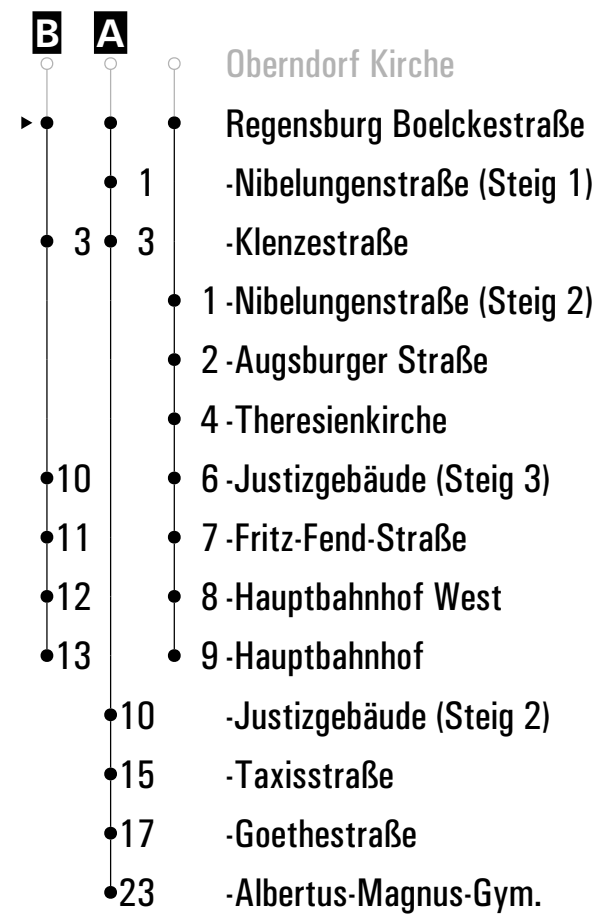 B A
Oberndorf Kirche
Regensburg Boelckestraße
1 -Nibelungenstraße (Steig 1)
3 3 -Klenzestraße
1 -Nibelungenstraße (Steig 2)
2 -Augsburger Straße
4 -Theresienkirche
10 6 -Justizgebäude (Steig 3)
11 7 -Fritz-Fend-Straße
12 8 -Hauptbahnhof West
13 9 -Hauptbahnhof
10 -Justizgebäude (Steig 2)
15 -Taxisstraße
17 -Goethestraße
23 -Albertus-Magnus-Gym.